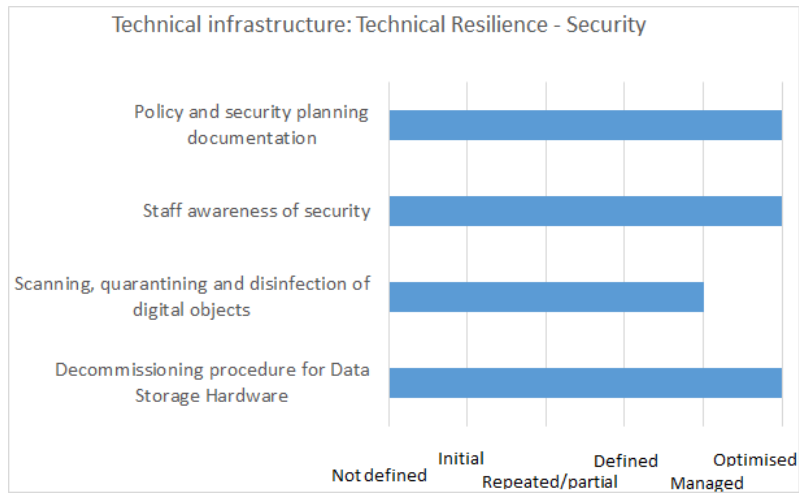 Technical infrastructure: Technical Resilience - Security
Policy and security planning
documentation
Staff awareness of security
Scanning, quarantining and disinfection of
digital objects
Decommissioning procedure for Data
Storage Hardware
Not defined
Initial
Repeated/partial
Defined
Managed
Optimised